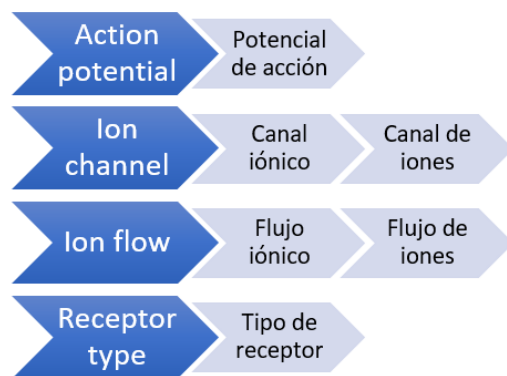 Action
potential
Potencial
de acción
Ion
channel
Canal
iónico
Canal de
iones
Ion flow
Flujo
iónico
Flujo de
iones
Receptor
type
Tipo de
receptor